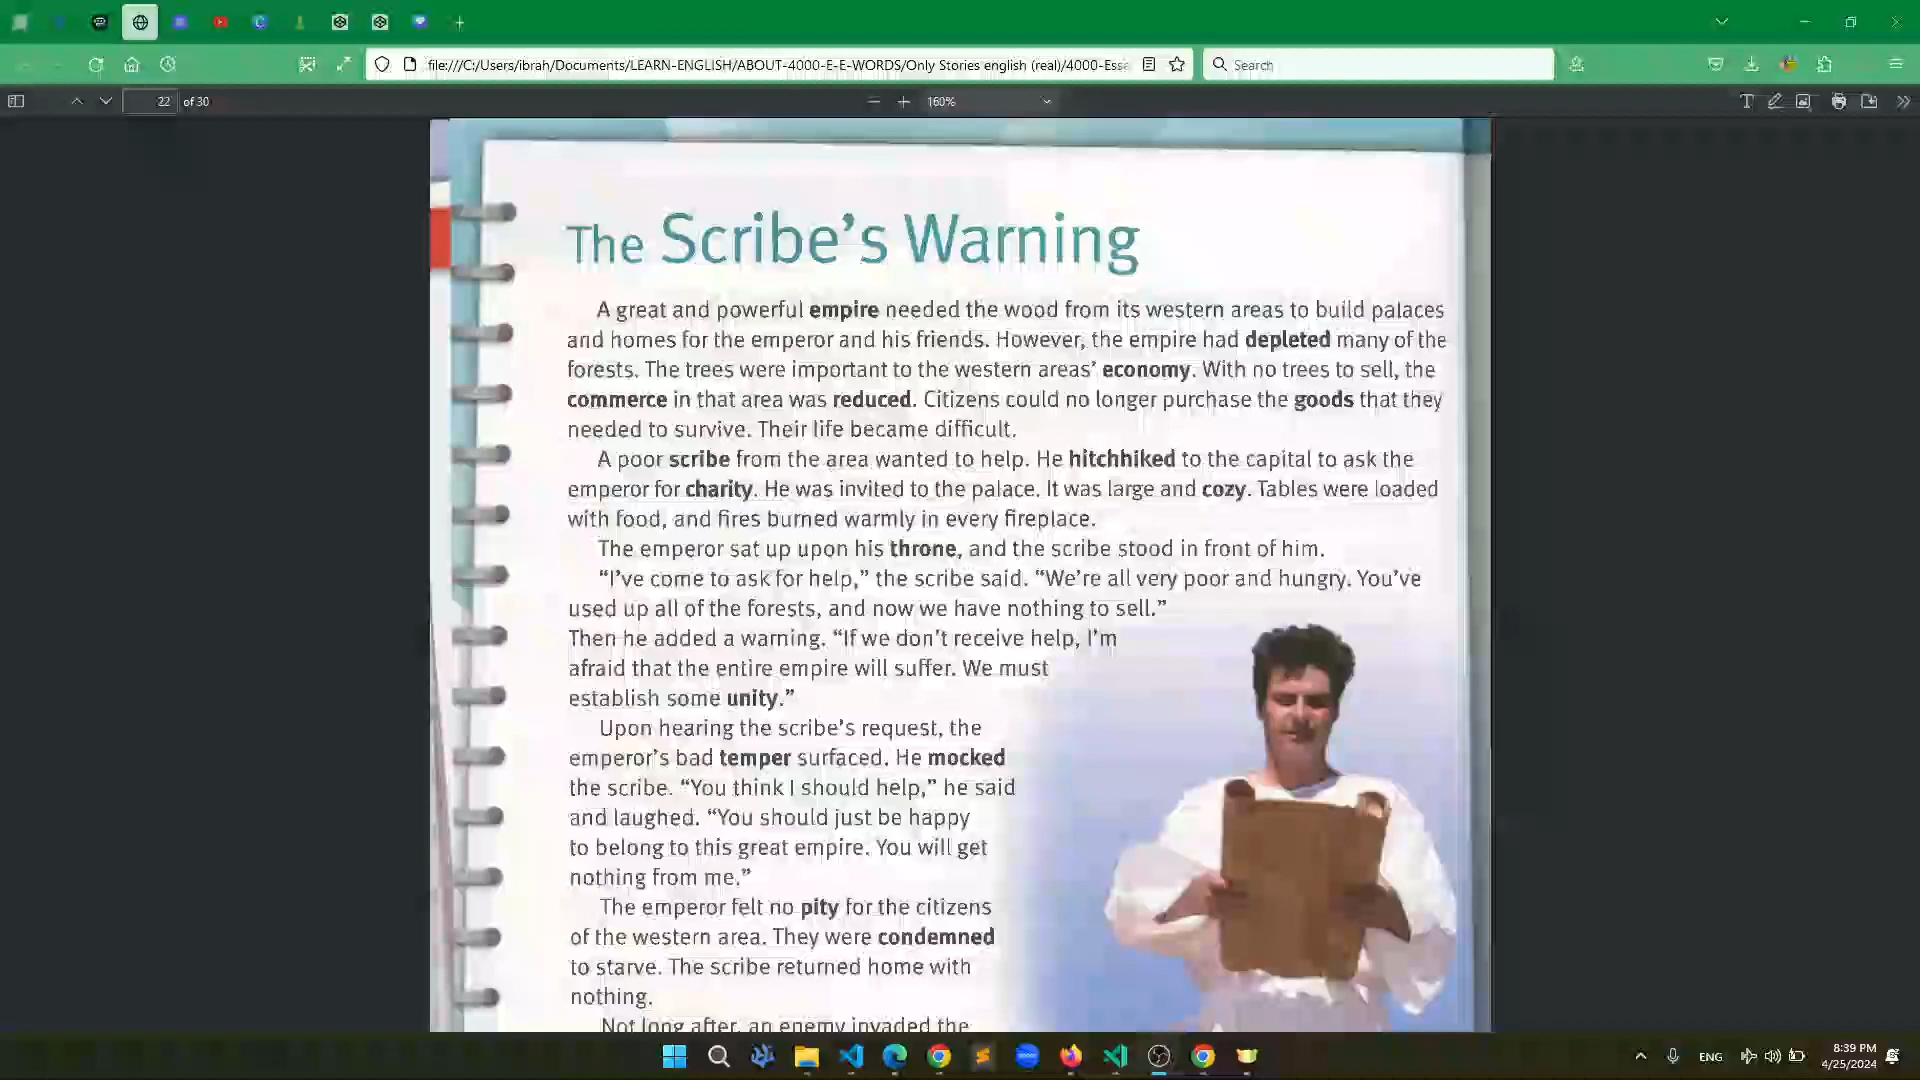 file:///C:/Users/ibrah/Documents/LEARN-ENGLISH/ABOUT-4000-E-E-WORDS/Only Stories english (real)/4000-Esse
Search
22 of 30
160%
The Scribe's Warning
A great and powerful empire needed the wood from its western areas to build palaces
and homes for the emperor and his friends. However, the empire had depleted many of the
forests. The trees were important to the western areas' economy. With no trees to sell, the
commerce in that area was reduced. Citizens could no longer purchase the goods that they
needed to survive. Their life became difficult.
A poor scribe from the area wanted to help. He hitchhiked to the capital to ask the
emperor for charity. He was invited to the palace. It was large and cozy. Tables were loaded
with food, and fires burned warmly in every fireplace.
The emperor sat up upon his throne, and the scribe stood in front of him.
“I've come to ask for help,” the scribe said. “We're all very poor and hungry. You've
used up all of the forests, and now we have nothing to sell.”
Then he added a warning. “If we don't receive help, I'm
afraid that the entire empire will suffer. We must
establish some unity.”
Upon hearing the scribe's request, the
emperor's bad temper surfaced. He mocked
the scribe. “You think I should help,” he said
and laughed. “You should just be happy
to belong to this great empire. You will get
nothing from me.”
The emperor felt no pity for the citizens
of the western area. They were condemned
to starve. The scribe returned home with
nothing.
Not long after, an enemy invaded the
ENG
8:39 PM
4/25/2024